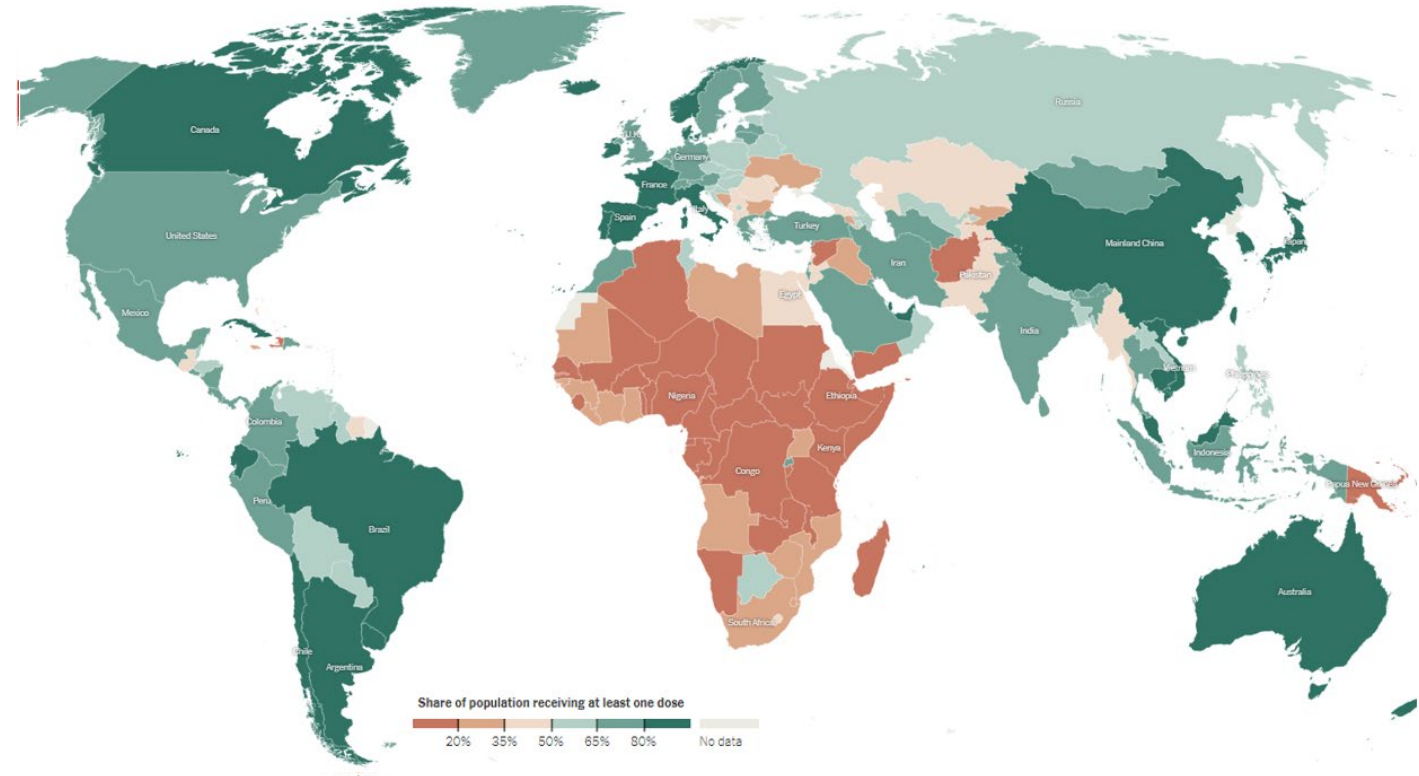 Canada
Russia
U.K.
Germany
France
Mainland China
Italy
Spain
United States
Turkey
Japan
Iran
Pakistan
Egypt
Mexico
India
Vietnam
Philippines
Nigeria
Ethiopia
Colombia
Kenya
Indonesia
Congo
Papua New Guinea
Peru
Brazil
Australia
South Africa
Chile
Argentina
Share of population receiving at least one dose
20% 35% 50% 65% 80% No data